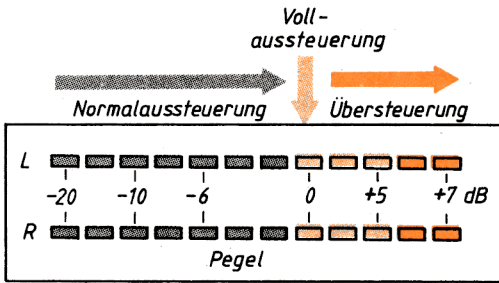 Voll-
aussteuerung
Normalaussteuerung Übersteuerung
L
-20 -10 -6 0 +5 +7 dB
R
Pegel